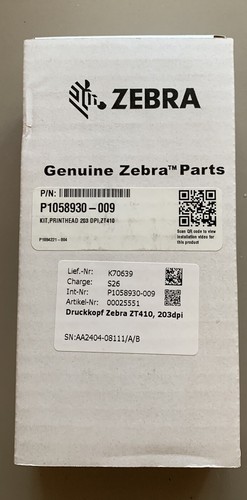 ZEBRA
Genuine Zebra™ Parts
P/N:
P1058930-009
KIT,PRINTHEAD 203 DPI,ZT410
Scan QR code to view installation video for this product
Lief.-Nr: K70639
Charge: S26
Int-Nr: P1058930-009
Artikel-Nr: 00025551
Druckkopf Zebra ZT410, 203dpi
SN:AA2404-08111/A/B